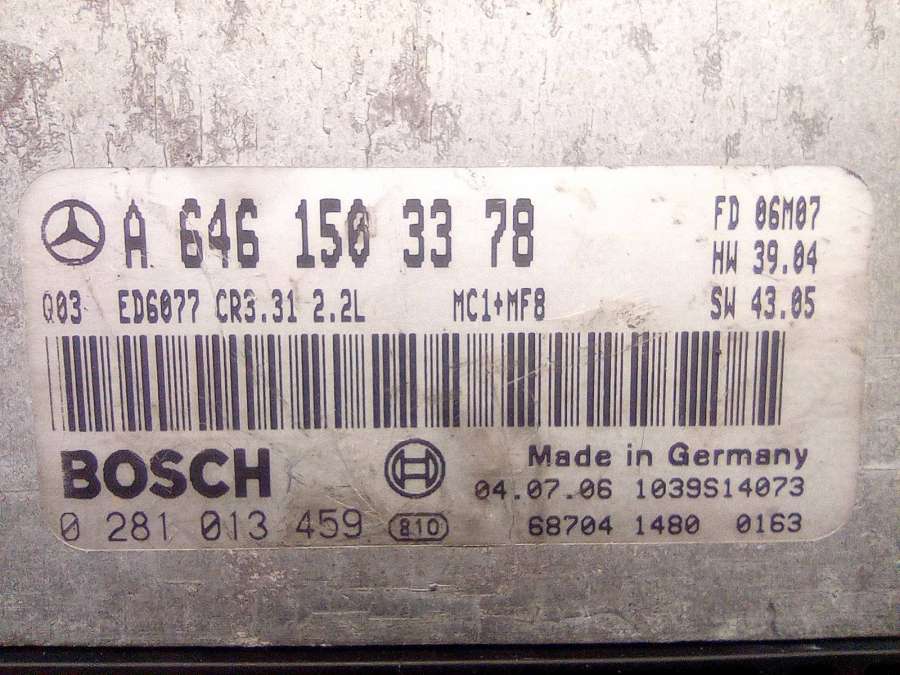 A 646 150 33 78 FD 06M07
HW 39.04
Q03 ED6077 CR3.31 2.2L MC1+MF8 SW 43.05
BOSCH Made in Germany
04.07.06 1039S14073
0 281 013 459 810 68704 1480 0163